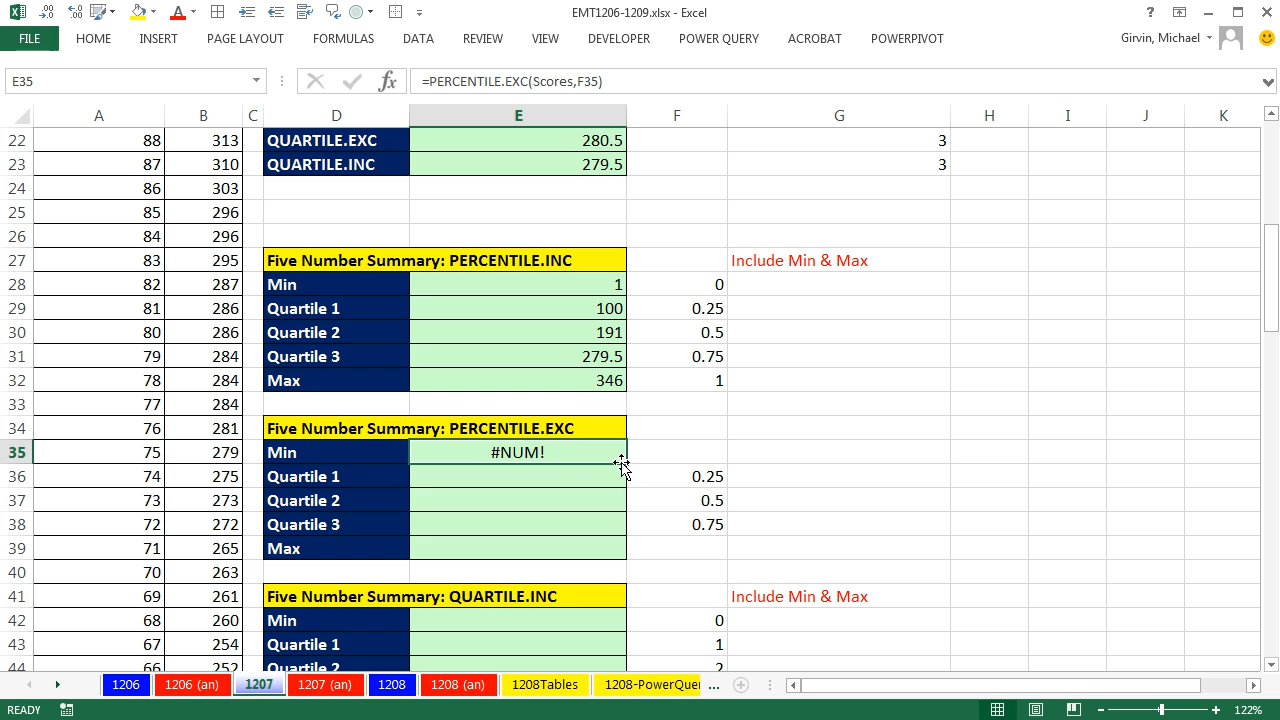 EMT1206-1209.xlsx - Excel
FILE HOME INSERT PAGE LAYOUT FORMULAS DATA REVIEW VIEW DEVELOPER POWER QUERY ACROBAT POWERPIVOT Girvin, Michael
E35 fx =PERCENTILE.EXC(Scores,F35)
A B C D E F G H I J K
22 88 313 QUARTILE.EXC 280.5 3
23 87 310 QUARTILE.INC 279.5 3
24 86 303
25 85 296
26 84 296
27 83 295 Five Number Summary: PERCENTILE.INC Include Min & Max
28 82 287 Min 1 0
29 81 286 Quartile 1 100 0.25
30 80 286 Quartile 2 191 0.5
31 79 284 Quartile 3 279.5 0.75
32 78 284 Max 346 1
33 77 284
34 76 281 Five Number Summary: PERCENTILE.EXC
35 75 279 Min #NUM!
36 74 275 Quartile 1 0.25
37 73 273 Quartile 2 0.5
38 72 272 Quartile 3 0.75
39 71 265 Max
40 70 263
41 69 261 Five Number Summary: QUARTILE.INC Include Min & Max
42 68 260 Min 0
43 67 254 Quartile 1 1
44 66 252 Quartile 2 2
1206 1206 (an) 1207 1207 (an) 1208 1208 (an) 1208Tables 1208-PowerQuer ...
READY 122%